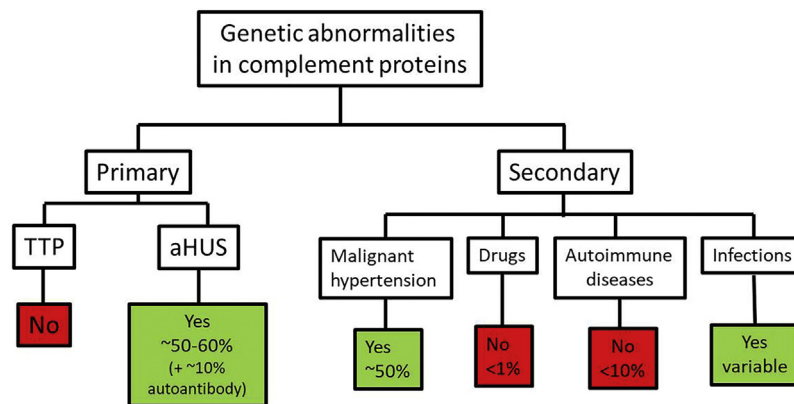 Genetic abnormalities
in complement proteins
Primary
Secondary
TTP
aHUS
Malignant
hypertension
Drugs
Autoimmune
diseases
Infections
No
Yes
~50-60%
(+ ~10%
autoantibody)
Yes
~50%
No
<1%
No
<10%
Yes
variable